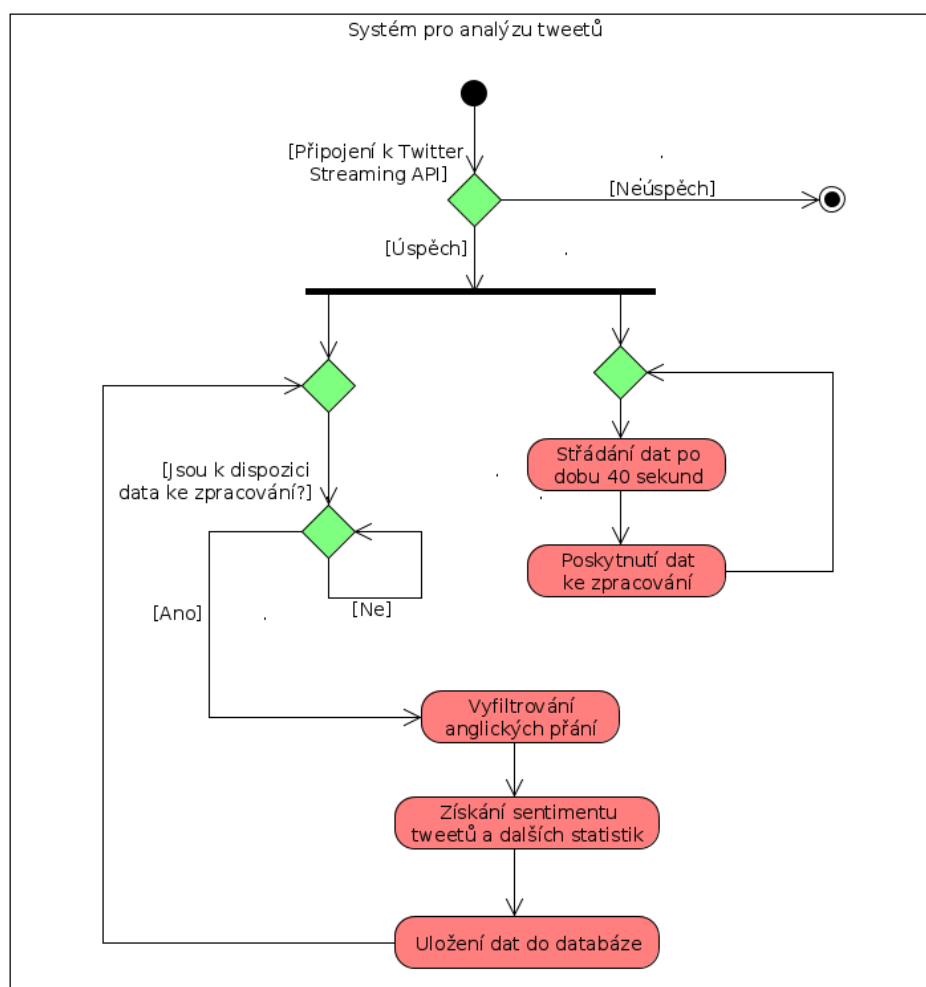 Systém pro analýzu tweetů
[Připojení k Twitter
Streaming API]
[Neúspěch]
[Úspěch]
[Jsou k dispozici
data ke zpracování?]
Střádání dat po
dobu 40 sekund
Poskytnutí dat
ke zpracování
[Ano]
[Ne]
Vyfiltrování
anglických přání
Získání sentimentu
tweetů a dalších statistik
Uložení dat do databáze